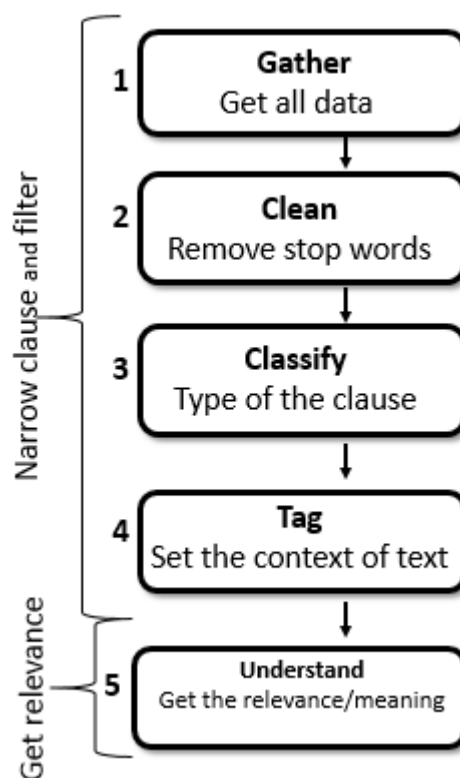 Narrow clause and filter
1
Gather
Get all data
2
Clean
Remove stop words
3
Classify
Type of the clause
4
Tag
Set the context of text
Get relevance
5
Understand
Get the relevance/meaning